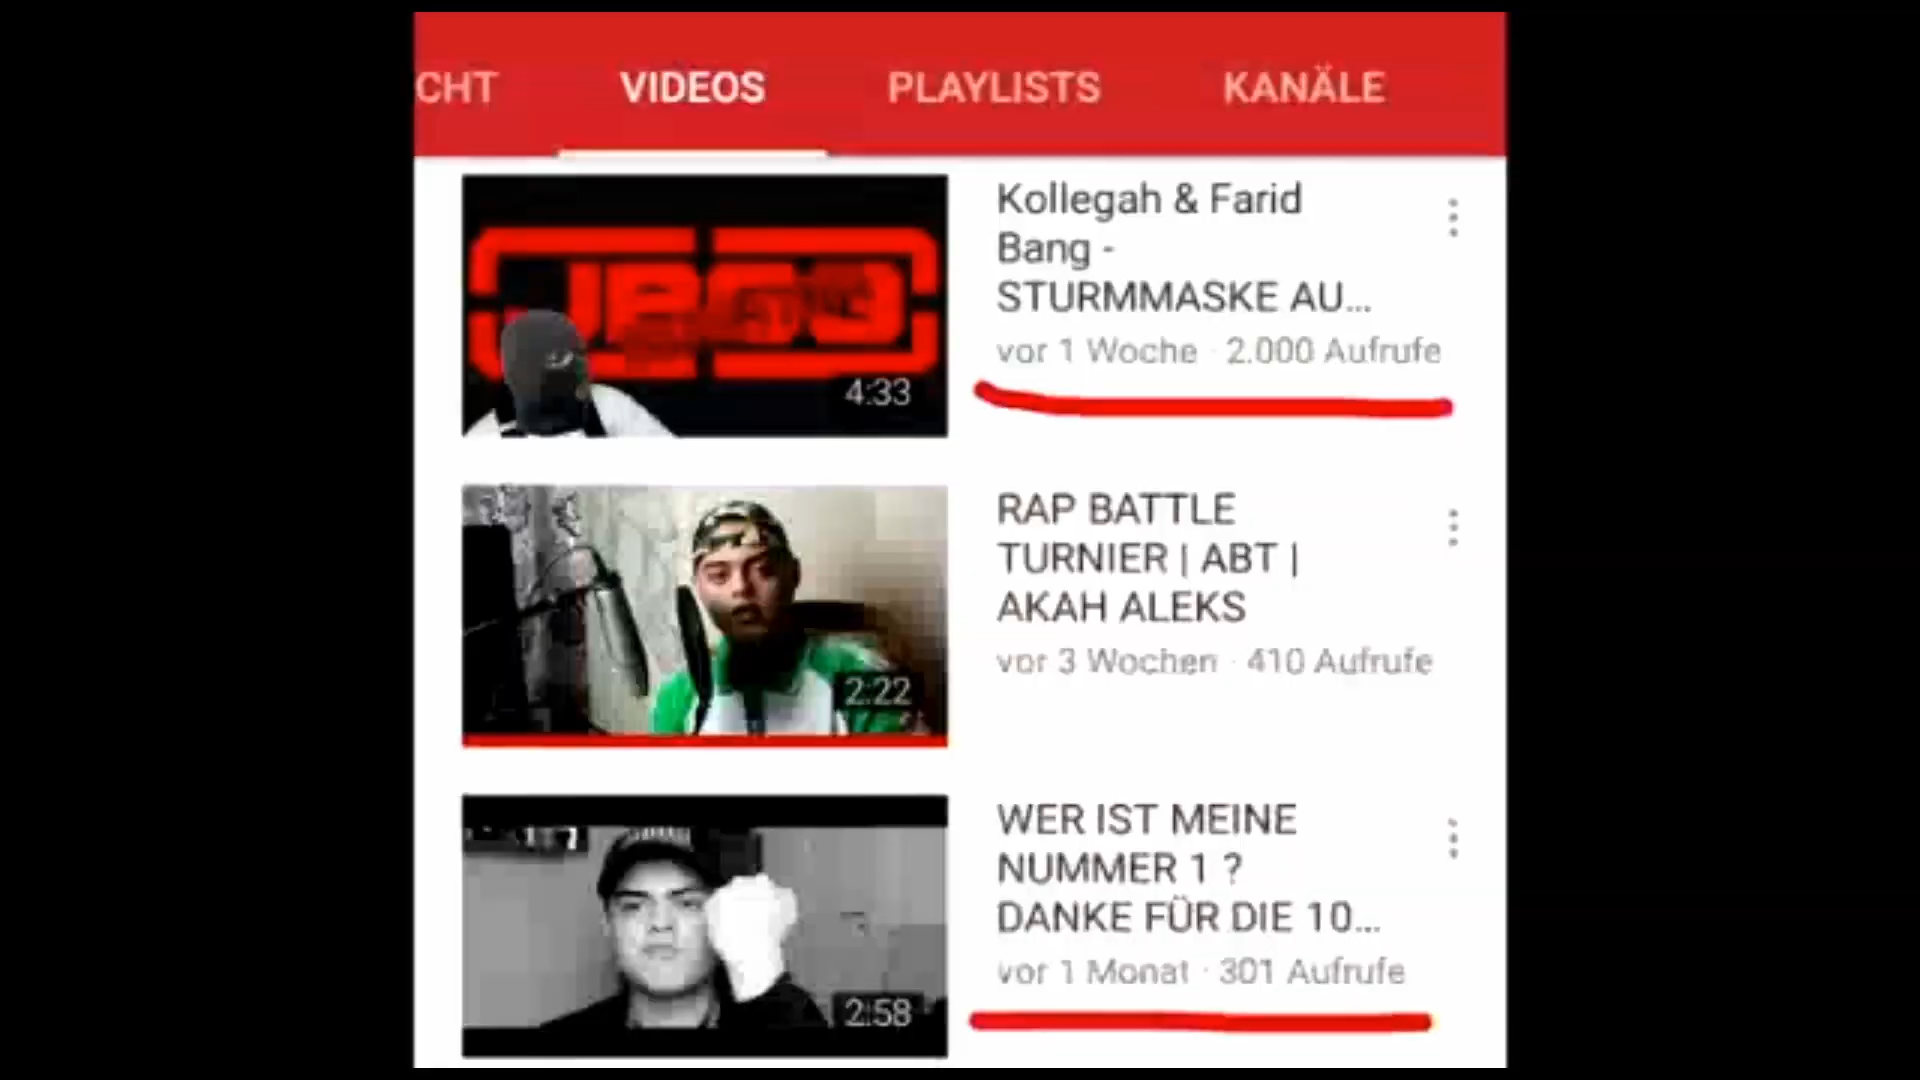 CHT VIDEOS PLAYLISTS KANÄLE
Kollegah & Farid
Bang -
STURMMASKE AU...
vor 1 Woche · 2.000 Aufrufe
4:33
RAP BATTLE
TURNIER | ABT |
AKAH ALEKS
vor 3 Wochen · 410 Aufrufe
2:22
WER IST MEINE
NUMMER 1 ?
DANKE FÜR DIE 10...
vor 1 Monat · 301 Aufrufe
2:58